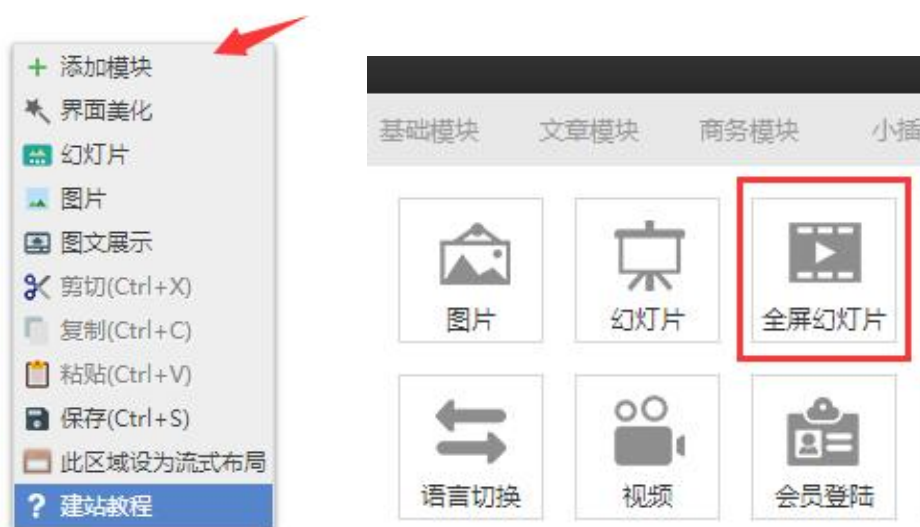 添加模块
界面美化
幻灯片
图片
图文展示
剪切(Ctrl+X)
复制(Ctrl+C)
粘贴(Ctrl+V)
保存(Ctrl+S)
此区域设为流式布局
? 建站教程
基础模块 文章模块 商务模块 小插
图片 幻灯片 全屏幻灯片
语言切换 视频 会员登陆